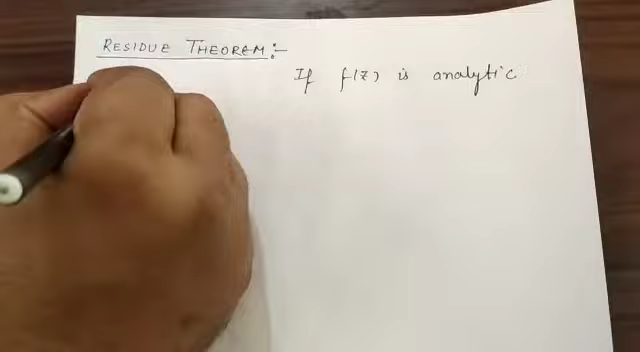 RESIDUE THEOREM:-
If f(z) is analytic